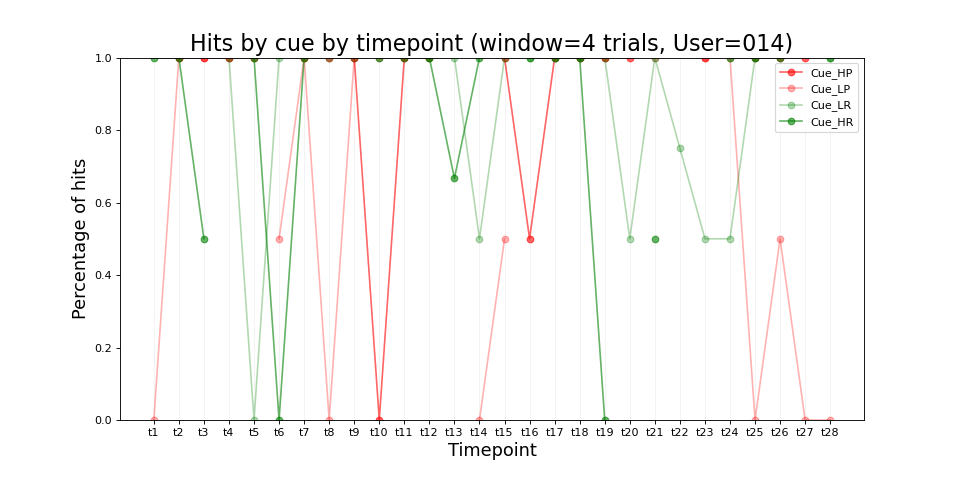 Hits by cue by timepoint (window=4 trials, User=014)
Percentage of hits
1.0
0.8
0.6
0.4
0.2
0.0
Cue_HP
Cue_LP
Cue_LR
Cue_HR
t1 t2 t3 t4 t5 t6 t7 t8 t9 t10 t11 t12 t13 t14 t15 t16 t17 t18 t19 t20 t21 t22 t23 t24 t25 t26 t27 t28
Timepoint